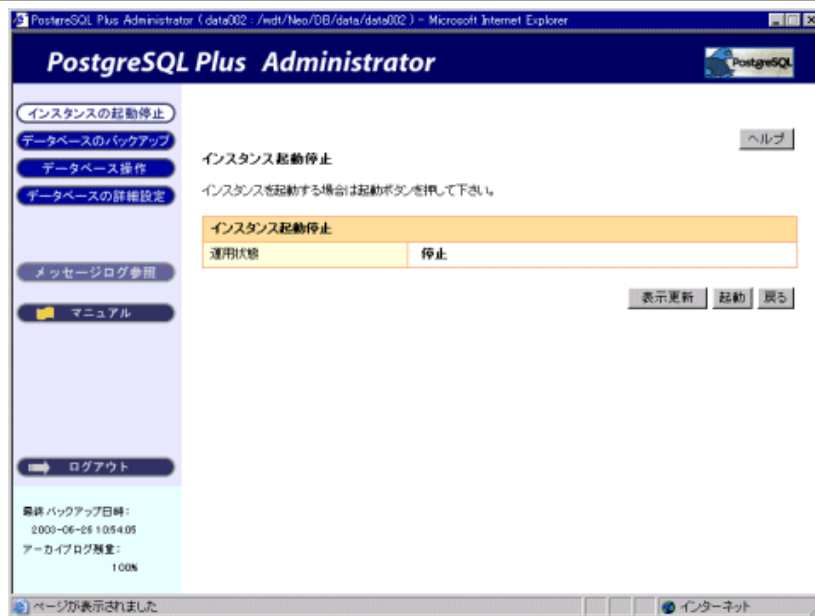 PostgreSQL Plus Administrator ( data002 : /wdt/Neo/DB/data/data002 ) - Microsoft Internet Explorer
PostgreSQL Plus Administrator
PostgreSQL
インスタンスの起動停止
データベースのバックアップ
データベース操作
データベースの詳細設定
メッセージログ参照
マニュアル
ログアウト
最終バックアップ日時:
2003-06-26 10:54:05
アーカイブログ残量:
100%
ヘルプ
インスタンス起動停止
インスタンスを起動する場合は起動ボタンを押して下さい。
インスタンス起動停止
運用状態 停止
表示更新 起動 戻る
ページが表示されました インターネット